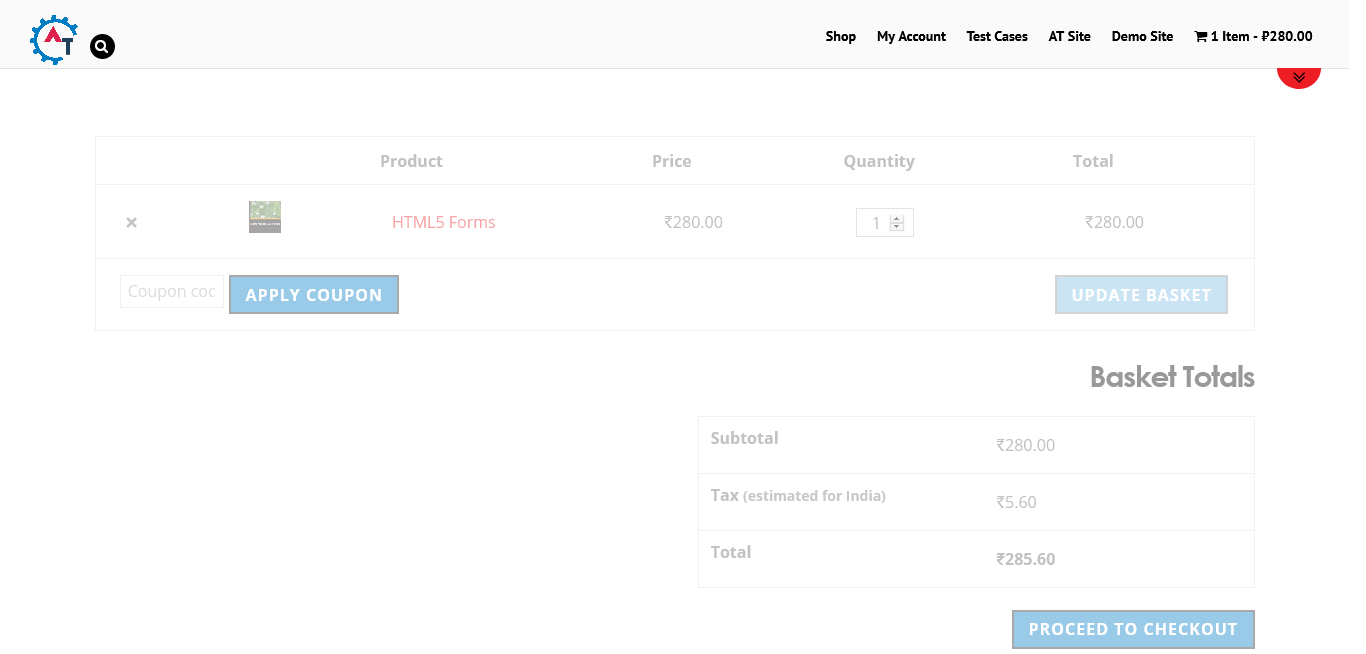 AT
Shop My Account Test Cases AT Site Demo Site 1 Item - ₽280.00
Product Price Quantity Total
× HTML5 Forms ₹280.00 1 ₹280.00
Coupon coc APPLY COUPON UPDATE BASKET
Basket Totals
Subtotal ₹280.00
Tax (estimated for India) ₹5.60
Total ₹285.60
PROCEED TO CHECKOUT